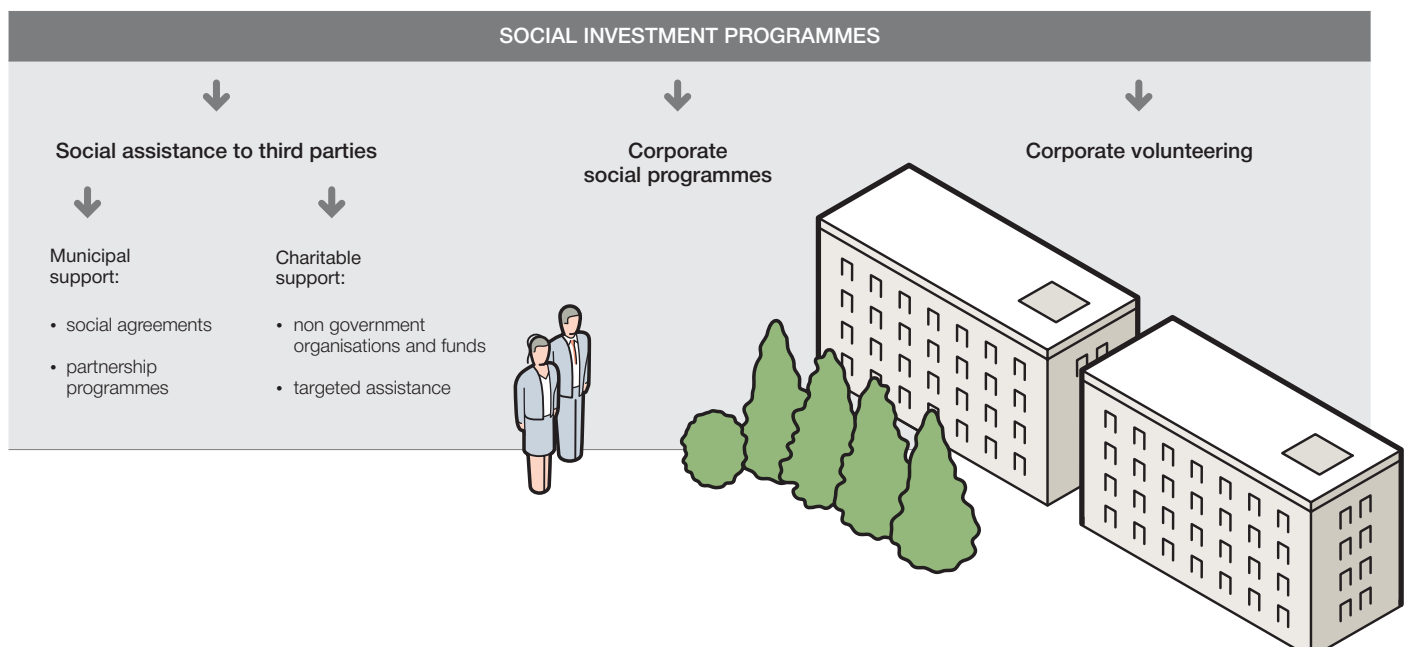 SOCIAL INVESTMENT PROGRAMMES
Social assistance to third parties
Corporate
social programmes
Corporate volunteering
Municipal
support:
• social agreements
• partnership
programmes
Charitable
support:
• non government
organisations and funds
• targeted assistance